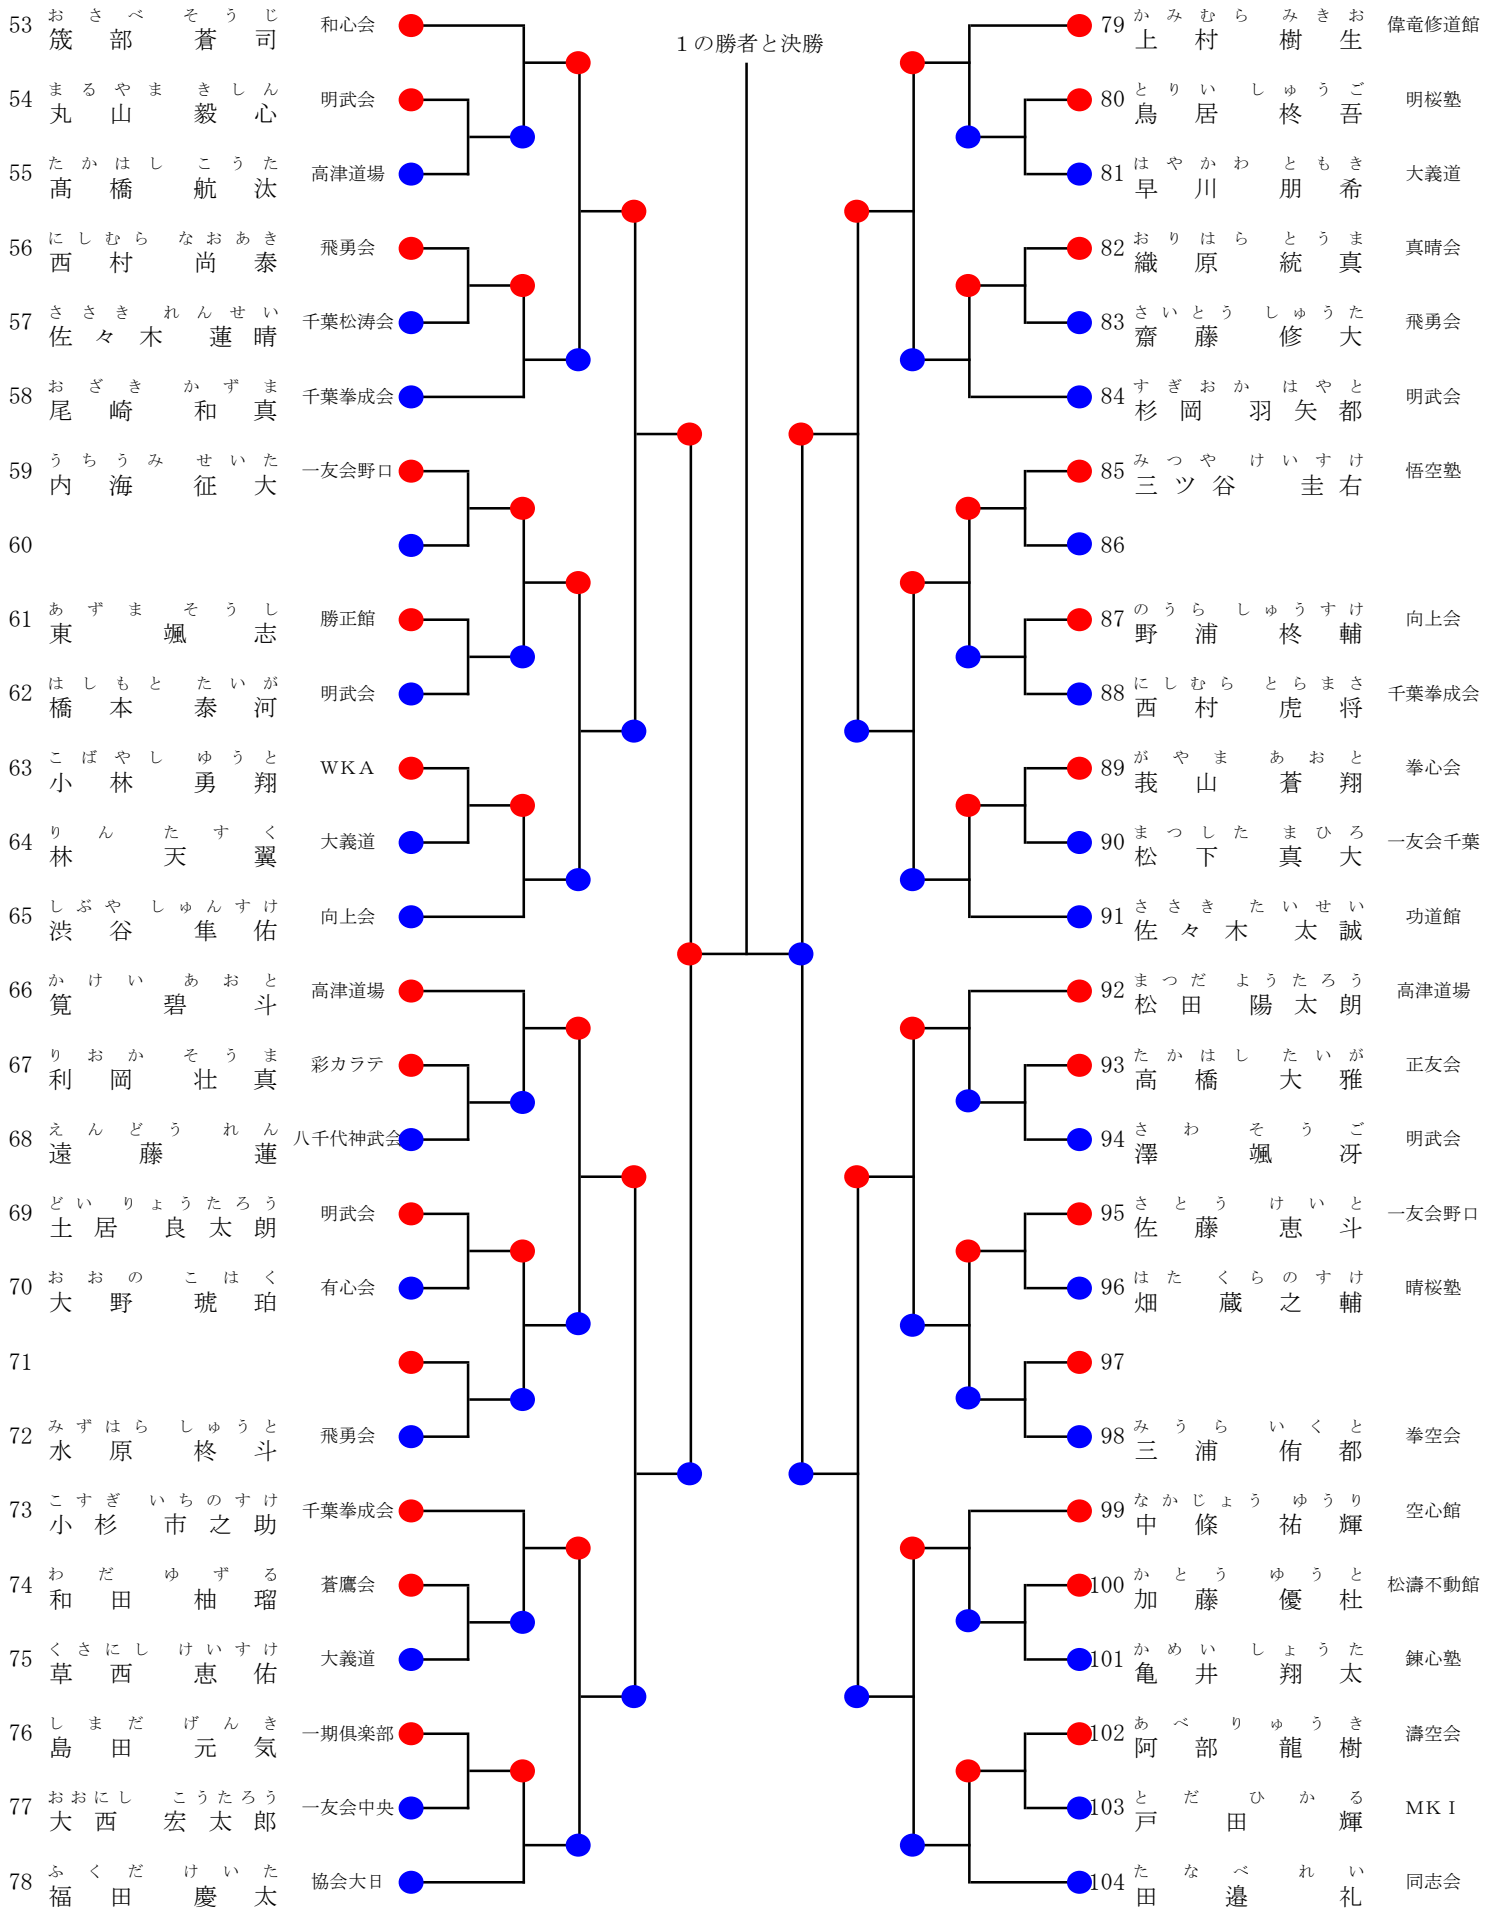 １の勝者と決勝
おさべ そうじ
53 筬部 蒼司 和心会
まるやま きしん
54 丸山 毅心 明武会
たかはし こうた
55 髙橋 航汰 高津道場
にしむら なおあき
56 西村 尚泰 飛勇会
ささき れんせい
57 佐々木 蓮晴 千葉松涛会
おざき かずま
58 尾崎 和真 千葉拳成会
うちうみ せいた
59 内海 征大 一友会野口
60
あずま そうし
61 東 颯志 勝正館
はしもと たいが
62 橋本 泰河 明武会
こばやし ゆうと
63 小林 勇翔 ＷＫＡ
りん たすく
64 林 天翼 大義道
しぶや しゅんすけ
65 渋谷 隼佑 向上会
かけい あおと
66 筧 碧斗 高津道場
りおか そうま
67 利岡 壮真 彩カラテ
えんどう れん
68 遠藤 蓮 八千代神武会
どい りょうたろう
69 土居 良太朗 明武会
おおの こはく
70 大野 琥珀 有心会
71
みずはら しゅうと
72 水原 柊斗 飛勇会
こすぎ いちのすけ
73 小杉 市之助 千葉拳成会
わだ ゆずる
74 和田 柚瑠 蒼鷹会
くさにし けいすけ
75 草西 恵佑 大義道
しまだ げんき
76 島田 元気 一期倶楽部
おおにし こうたろう
77 大西 宏太郎 一友会中央
ふくだ けいた
78 福田 慶太 協会大日
かみむら みきお
79 上村 樹生 偉竜修道館
とりい しゅうご
80 鳥居 柊吾 明桜塾
はやかわ ともき
81 早川 朋希 大義道
おりはら とうま
82 織原 統真 真晴会
さいとう しゅうた
83 齋藤 修大 飛勇会
すぎおか はやと
84 杉岡 羽矢都 明武会
みつや けいすけ
85 三ツ谷 圭右 悟空塾
86
のうら しゅうすけ
87 野浦 柊輔 向上会
にしむら とらまさ
88 西村 虎将 千葉拳成会
がやま あおと
89 莪山 蒼翔 拳心会
まつした まひろ
90 松下 真大 一友会千葉
ささき たいせい
91 佐々木 太誠 功道館
まつだ ようたろう
92 松田 陽太朗 高津道場
たかはし たいが
93 高橋 大雅 正友会
さわ そうご
94 澤 颯冴 明武会
さとう けいと
95 佐藤 恵斗 一友会野口
はた くらのすけ
96 畑 蔵之輔 晴桜塾
97
みうら いくと
98 三浦 侑都 拳空会
なかじょう ゆうり
99 中條 祐輝 空心館
かとう ゆうと
100 加藤 優杜 松濤不動館
かめい しょうた
101 亀井 翔太 錬心塾
あべ りゅうき
102 阿部 龍樹 濤空会
とだ ひかる
103 戸田 輝 ＭＫＩ
たなべ れい
104 田邉 礼 同志会